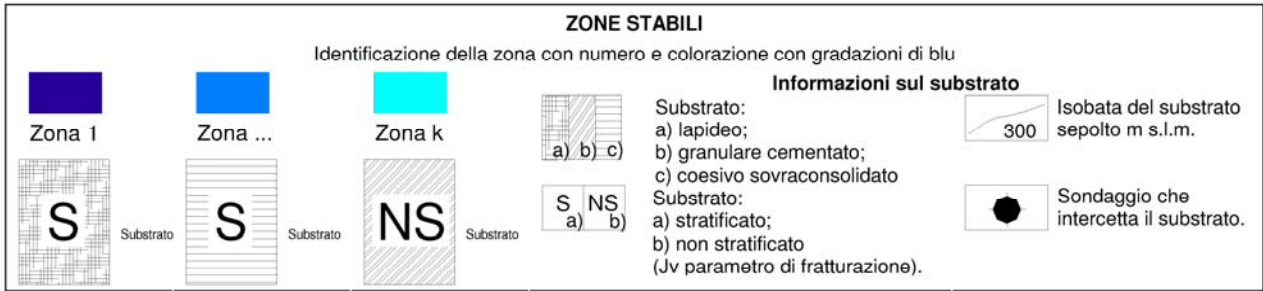 ZONE STABILI
Identificazione della zona con numero e colorazione con gradazioni di blu
Zona 1
Zona ...
Zona k
S
Substrato
S
Substrato
NS
Substrato
Informazioni sul substrato
a) b) c)
Substrato:
a) lapideo;
b) granulare cementato;
c) coesivo sovraconsolidato
S a) NS b)
Substrato:
a) stratificato;
b) non stratificato
(Jv parametro di fratturazione).
300
Isobata del substrato
sepolto m s.l.m.
Sondaggio che
intercetta il substrato.